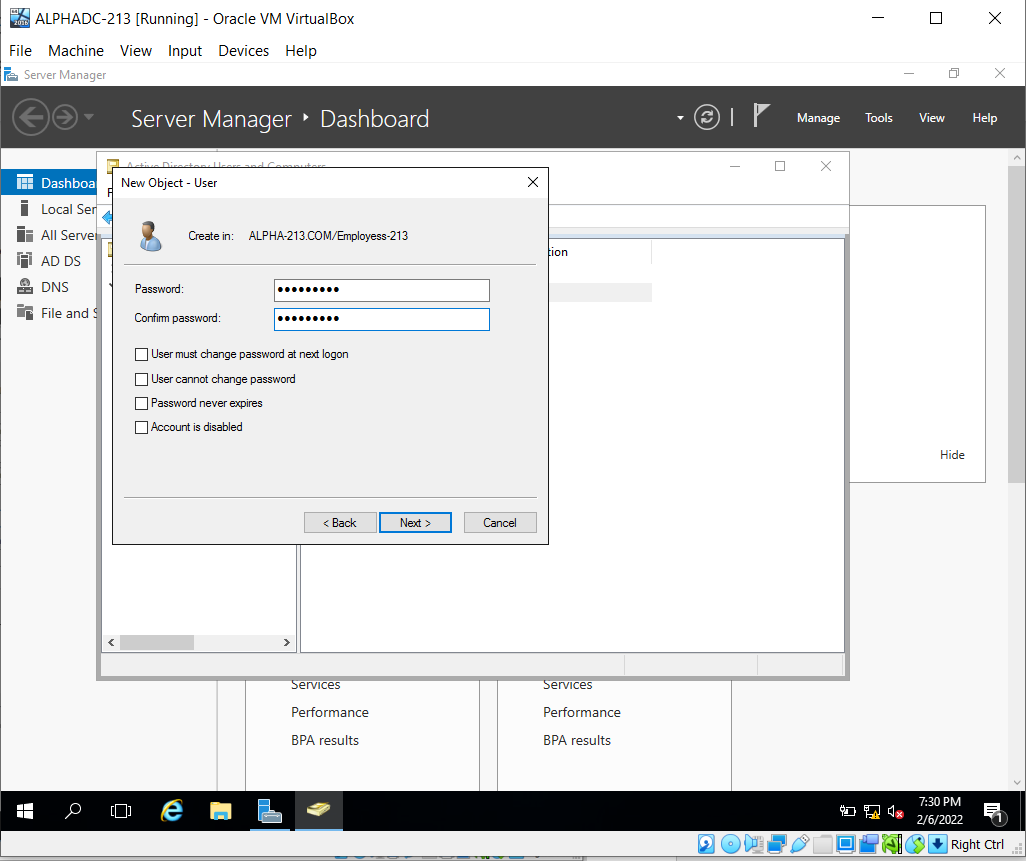 ALPHADC-213 [Running] - Oracle VM VirtualBox
File Machine View Input Devices Help
Server Manager
Server Manager Dashboard
Manage Tools View Help
Active Directory Users and Computers
New Object - User
Dashboa
Local Ser
All Server
AD DS
DNS
File and S
Create in: ALPHA-213.COM/Employess-213
tion
Password:
Confirm password:
User must change password at next logon
User cannot change password
Password never expires
Account is disabled
Hide
< Back Next > Cancel
Services Services
Performance Performance
BPA results BPA results
7:30 PM
2/6/2022
1
Right Ctrl